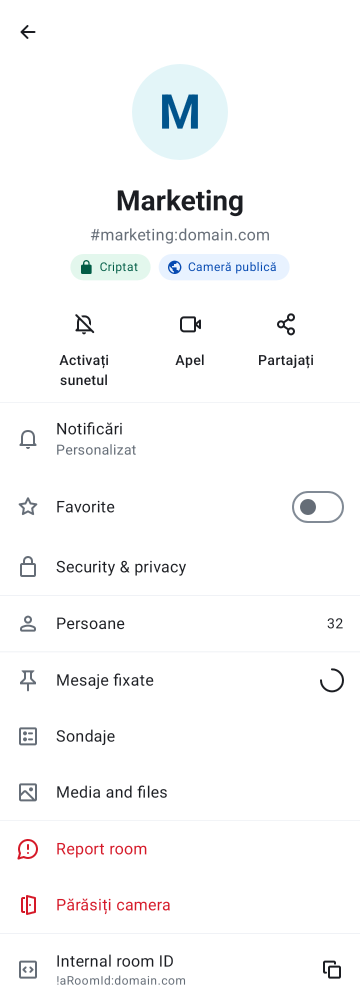 M
Marketing
#marketing:domain.com
Criptat
Cameră publică
Activați
sunetul
Apel
Partajați
Notificări
Personalizat
Favorite
Security & privacy
Persoane
32
Mesaje fixate
Sondaje
Media and files
Report room
Părăsiți camera
Internal room ID
!aRoomId:domain.com